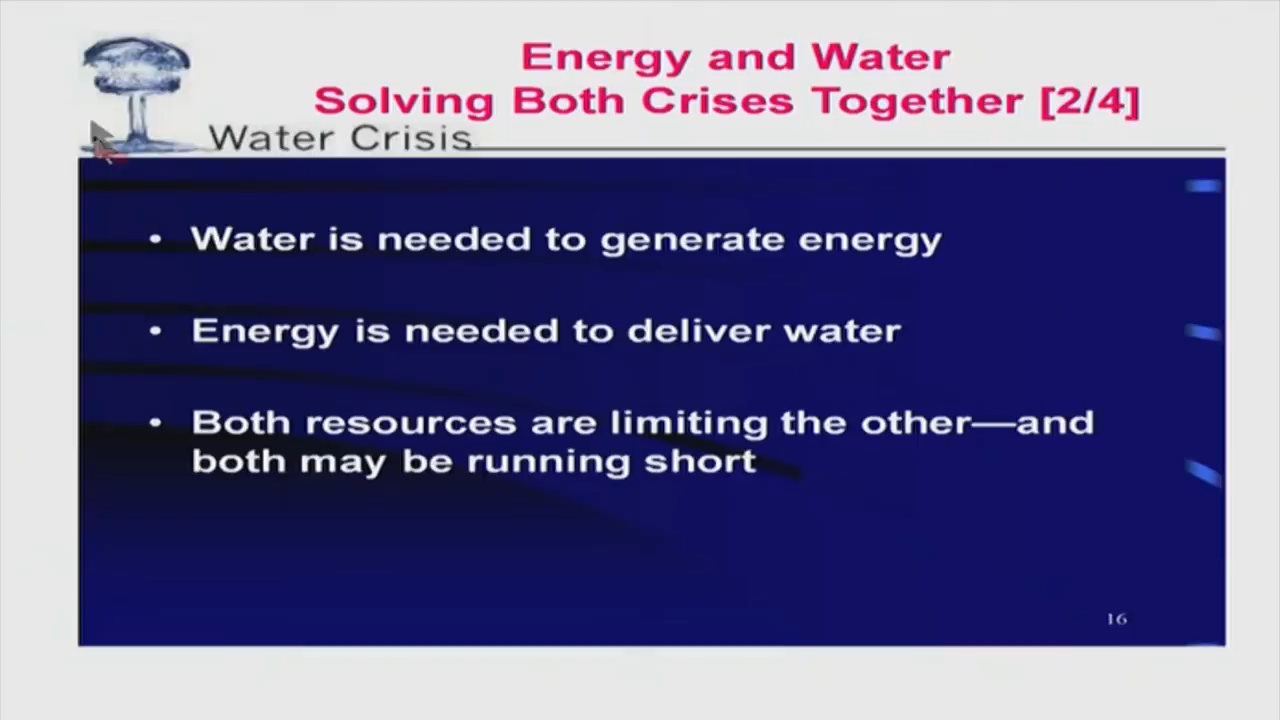 Energy and Water
Solving Both Crises Together [2/4]
Water Crisis
• Water is needed to generate energy
• Energy is needed to deliver water
• Both resources are limiting the other—and
both may be running short
16